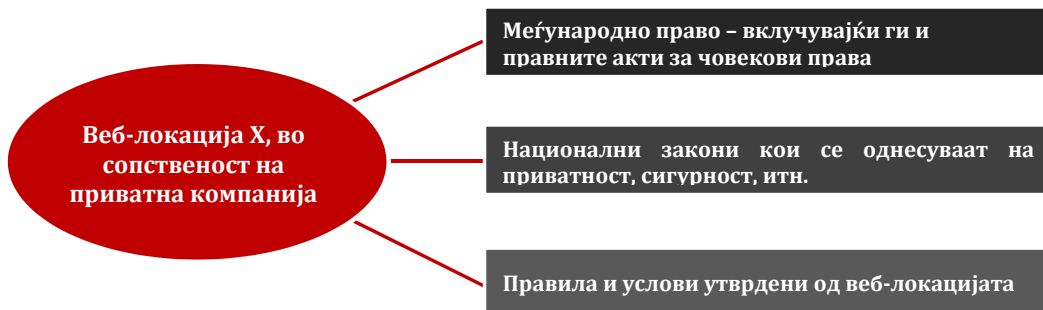 Веб-локација X, во
сопственост на
приватна компанија
Меѓународно право – вклучувајќи ги и
правните акти за човекови права
Национални закони кои се однесуваат на
приватност, сигурност, итн.
Правила и услови утврдени од веб-локацијата